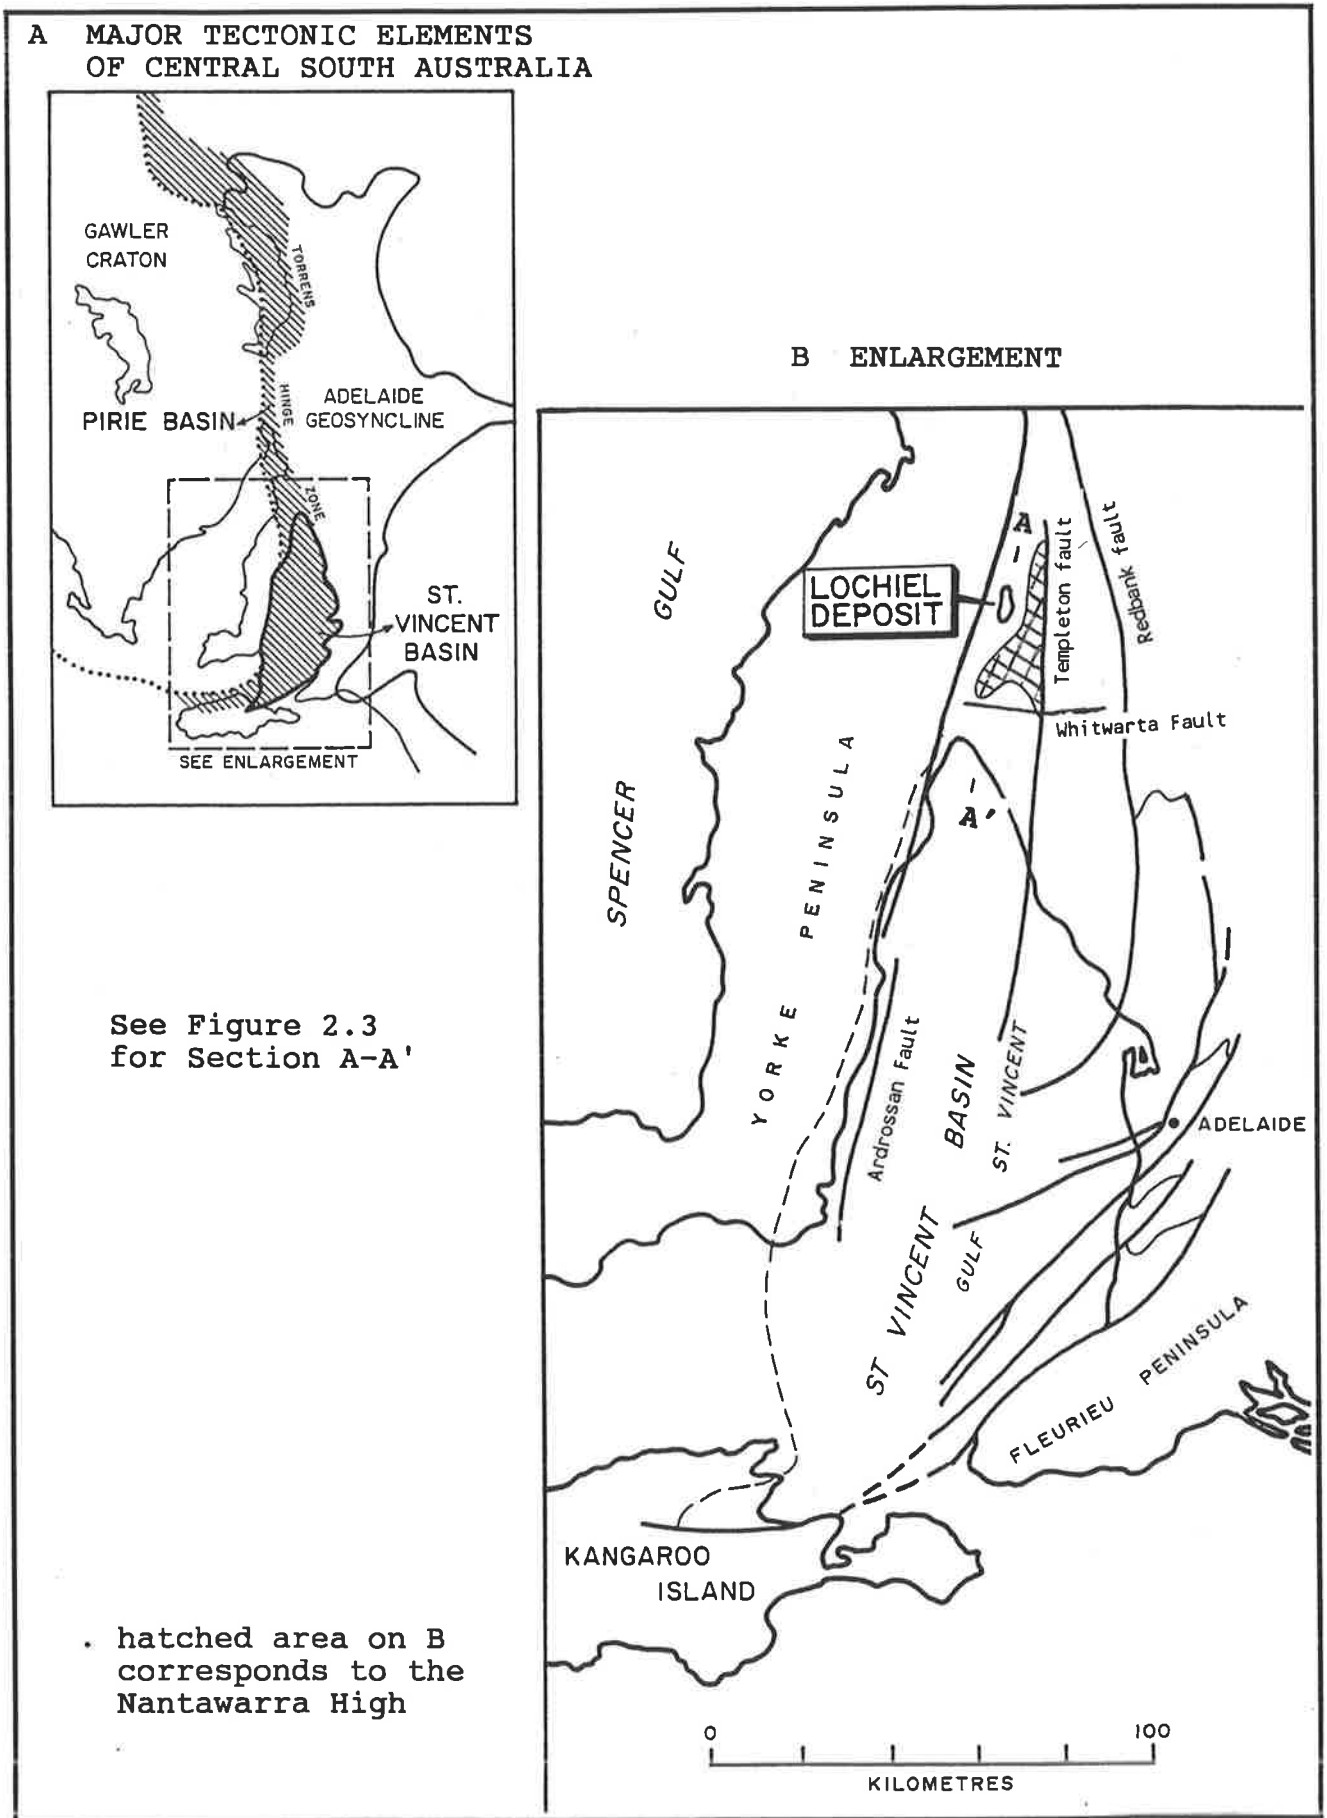 A MAJOR TECTONIC ELEMENTS
OF CENTRAL SOUTH AUSTRALIA
GAWLER
CRATON
TORRENS
HINGE
ZONE
PIRIE BASIN
ADELAIDE
GEOSYNCLINE
ST.
VINCENT
BASIN
SEE ENLARGEMENT
B ENLARGEMENT
SPENCER
GULF
YORKE PENINSULA
A
LOCHIEL
DEPOSIT
Templeton fault
Redbank fault
Whitwarta Fault
A'
Ardrossan Fault
ST VINCENT BASIN
GULF ST. VINCENT
ADELAIDE
FLEURIEU PENINSULA
KANGAROO
ISLAND
See Figure 2.3
for Section A-A'
. hatched area on B
corresponds to the
Nantawarra High
0 100
KILOMETRES